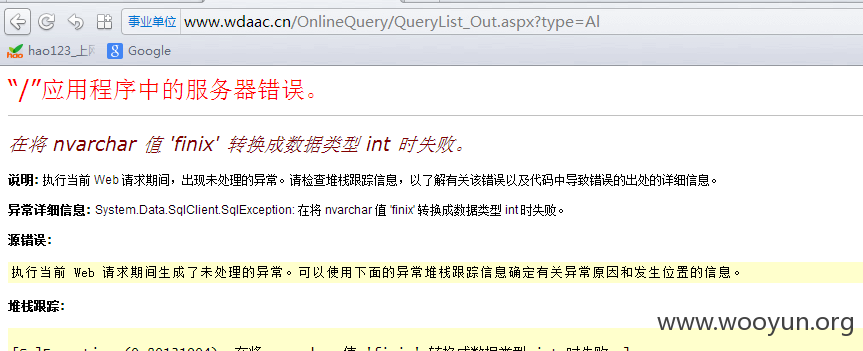 事业单位 www.wdaac.cn/OnlineQuery/QueryList_Out.aspx?type=Al
hao123_上网 Google
“/”应用程序中的服务器错误。
在将 nvarchar 值 'finix' 转换成数据类型 int 时失败。
说明: 执行当前 Web 请求期间，出现未处理的异常。请检查堆栈跟踪信息，以了解有关该错误以及代码中导致错误的出处的详细信息。
异常详细信息: System.Data.SqlClient.SqlException: 在将 nvarchar 值 'finix' 转换成数据类型 int 时失败。
源错误:
执行当前 Web 请求期间生成了未处理的异常。可以使用下面的异常堆栈跟踪信息确定有关异常原因和发生位置的信息。
堆栈跟踪:
www.wooyun.org